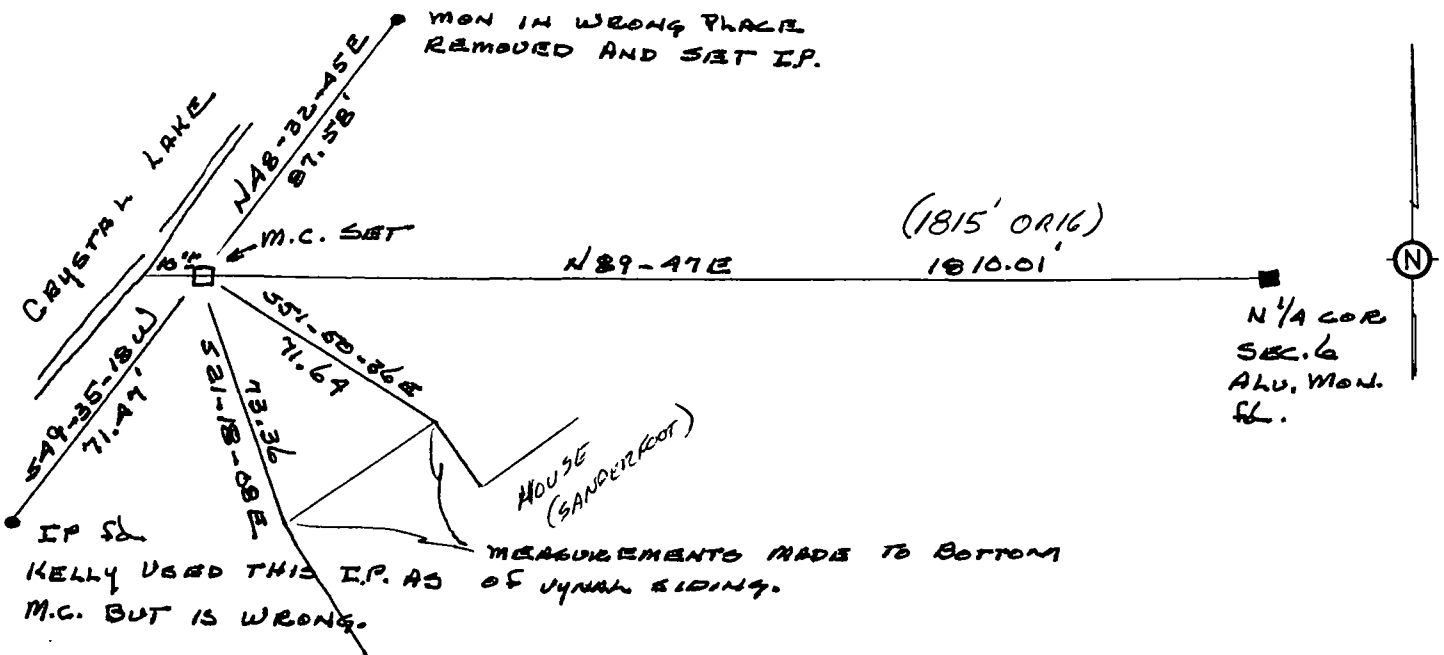 MON IN WRONG PLACE
REMOVED AND SET I.P.
N48-32-45E
87.58'
CRYSTAL LAKE
M.C. SET
10'±
N89-47E
(1815' ORIG)
1810.01'
N 1/4 COR
SEC. 6
ALU. MON.
fd.
N
S49-35-18W
71.47'
S51-50-36E
71.64
73.36
S21-18-08E
HOUSE
(SANDERFOOT)
IP fd.
KELLY USED THIS I.P. AS
M.C. BUT IS WRONG.
MEASUREMENTS MADE TO BOTTOM
OF VYNAL SIDING.